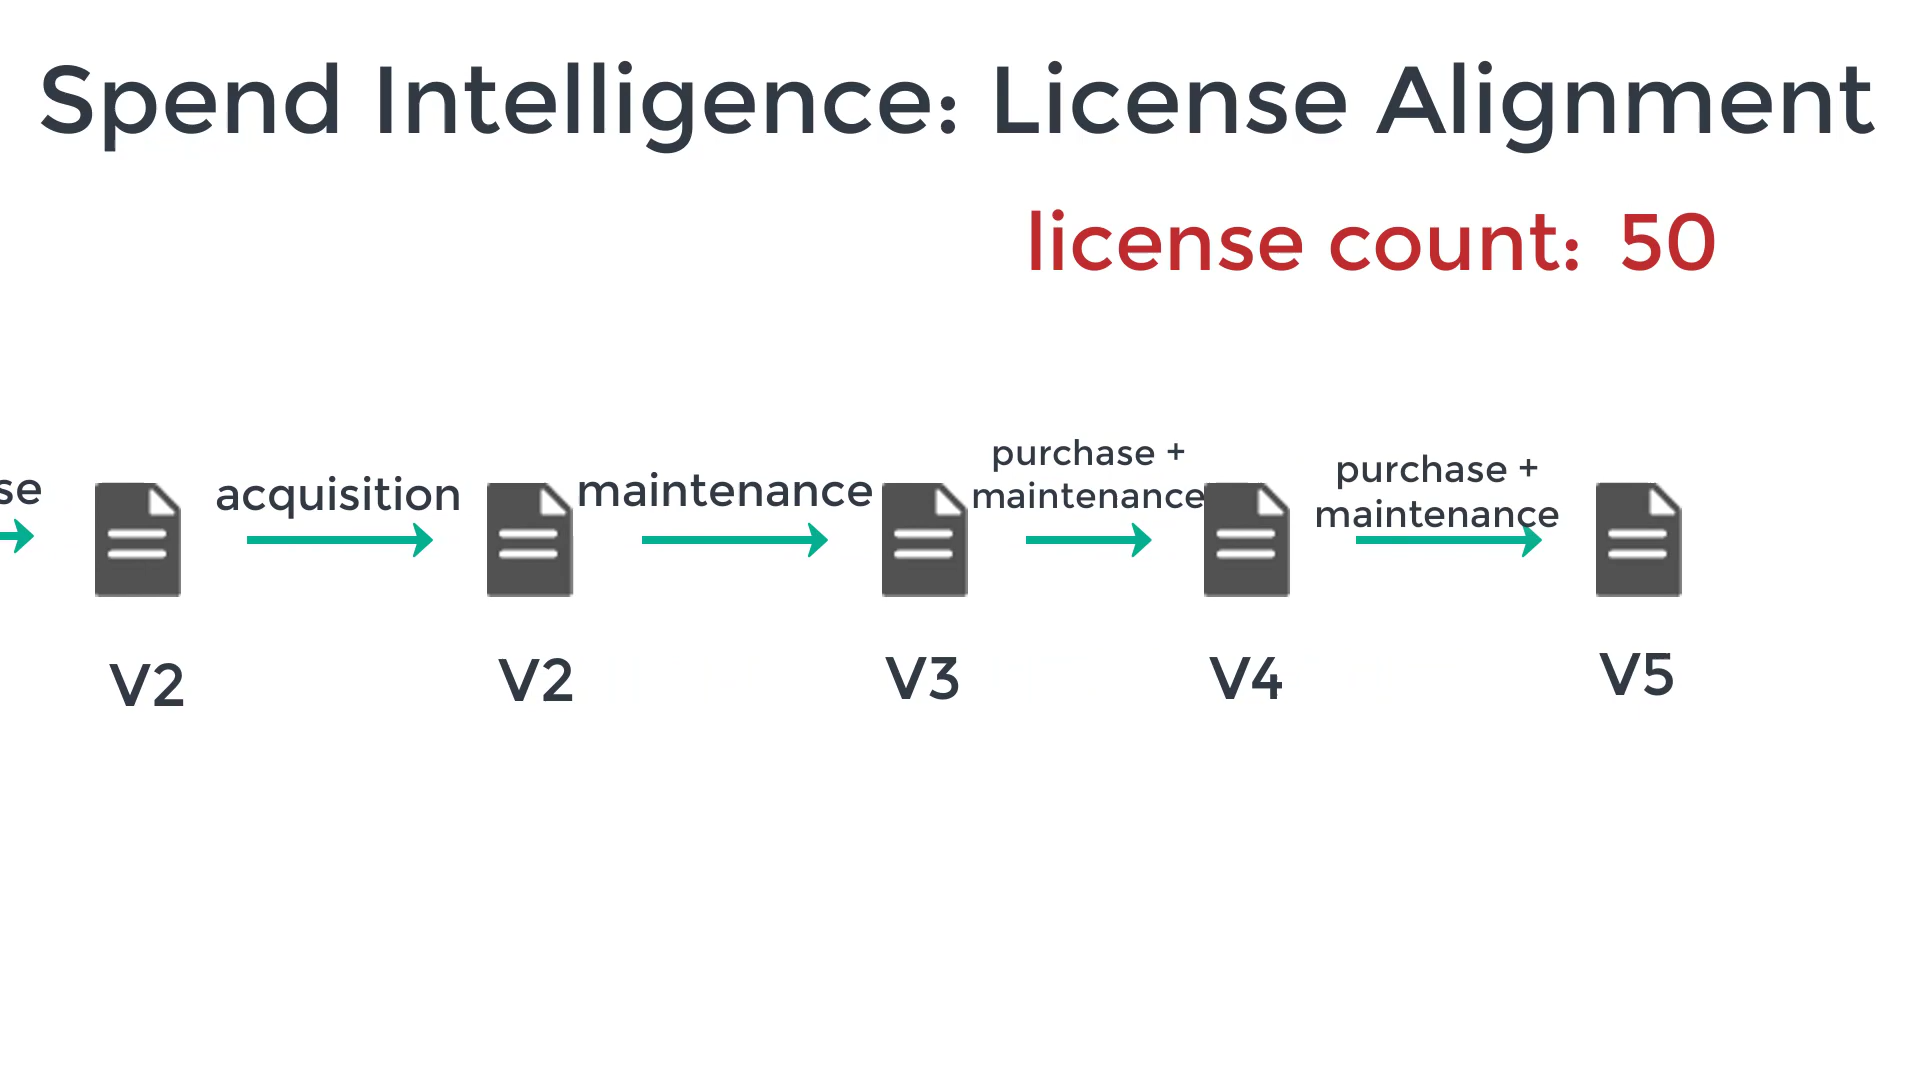 Spend Intelligence: License Alignment
license count: 50
se
acquisition
maintenance
purchase +
maintenance
purchase +
maintenance
V2
V2
V3
V4
V5